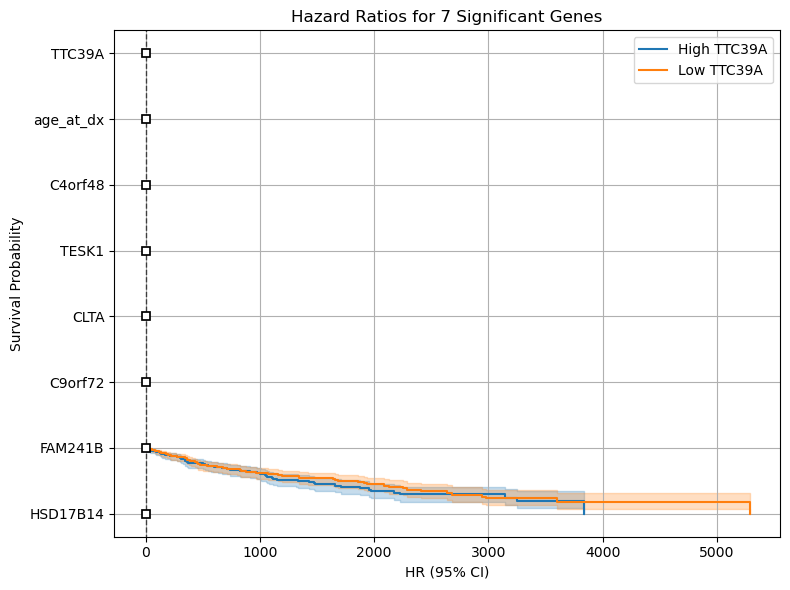 Hazard Ratios for 7 Significant Genes
High TTC39A
Low TTC39A
Survival Probability
TTC39A
age_at_dx
C4orf48
TESK1
CLTA
C9orf72
FAM241B
HSD17B14
0 1000 2000 3000 4000 5000
HR (95% CI)